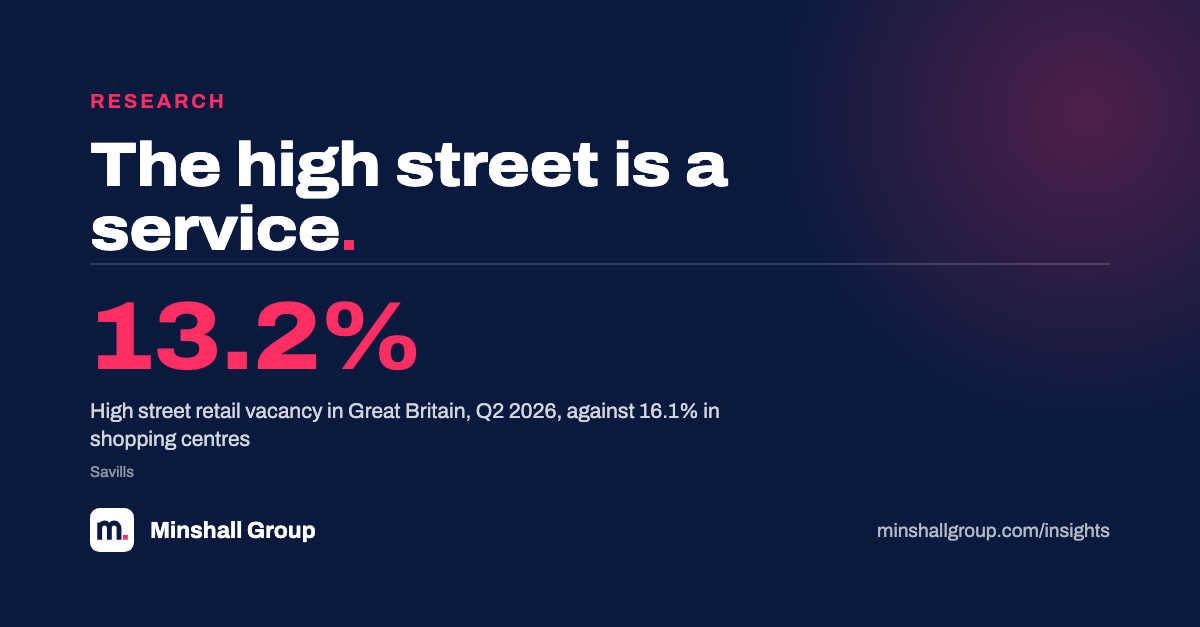 RESEARCH
The high street is a
service.
13.2%
High street retail vacancy in Great Britain, Q2 2026, against 16.1% in
shopping centres
Savills
m.
Minshall Group
minshallgroup.com/insights